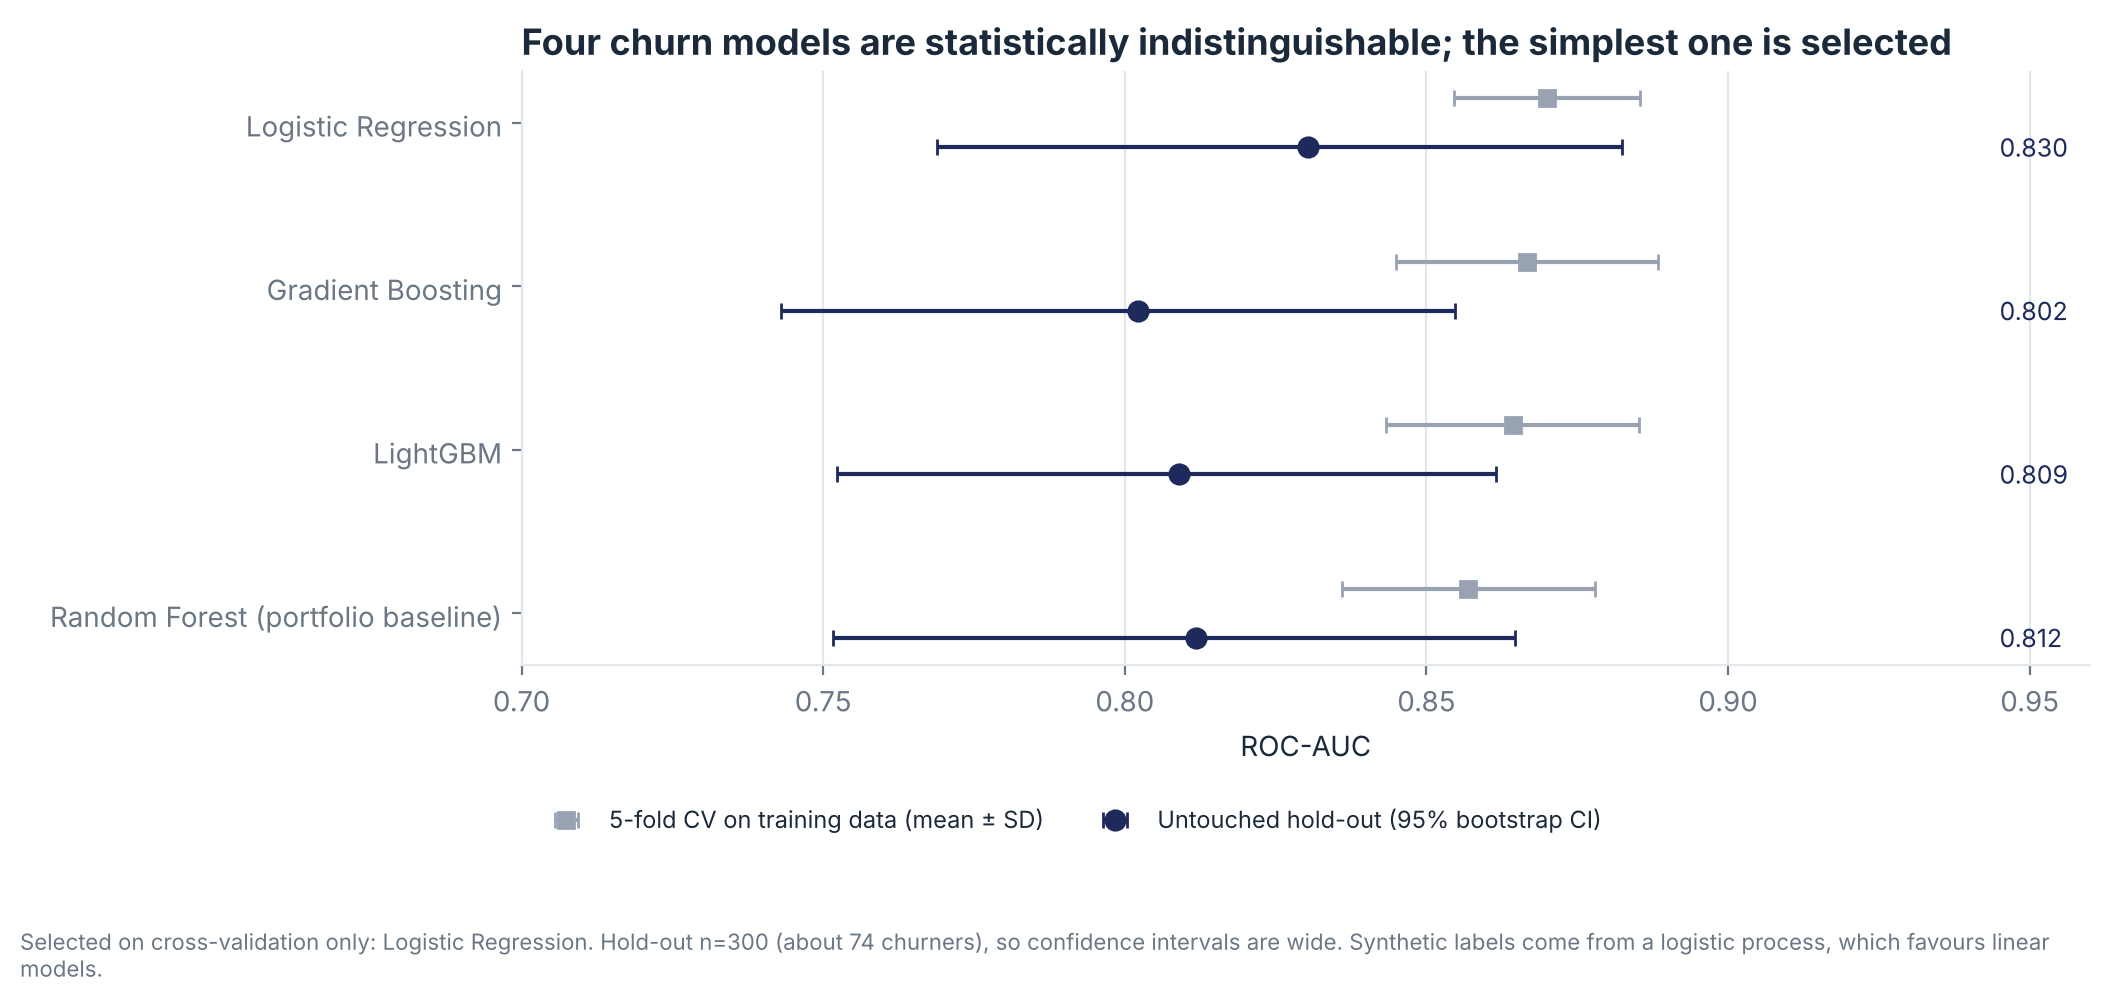 Four churn models are statistically indistinguishable; the simplest one is selected
Logistic Regression
0.830
Gradient Boosting
0.802
LightGBM
0.809
Random Forest (portfolio baseline)
0.812
0.70 0.75 0.80 0.85 0.90 0.95
ROC-AUC
5-fold CV on training data (mean ± SD) Untouched hold-out (95% bootstrap CI)
Selected on cross-validation only: Logistic Regression. Hold-out n=300 (about 74 churners), so confidence intervals are wide. Synthetic labels come from a logistic process, which favours linear
models.